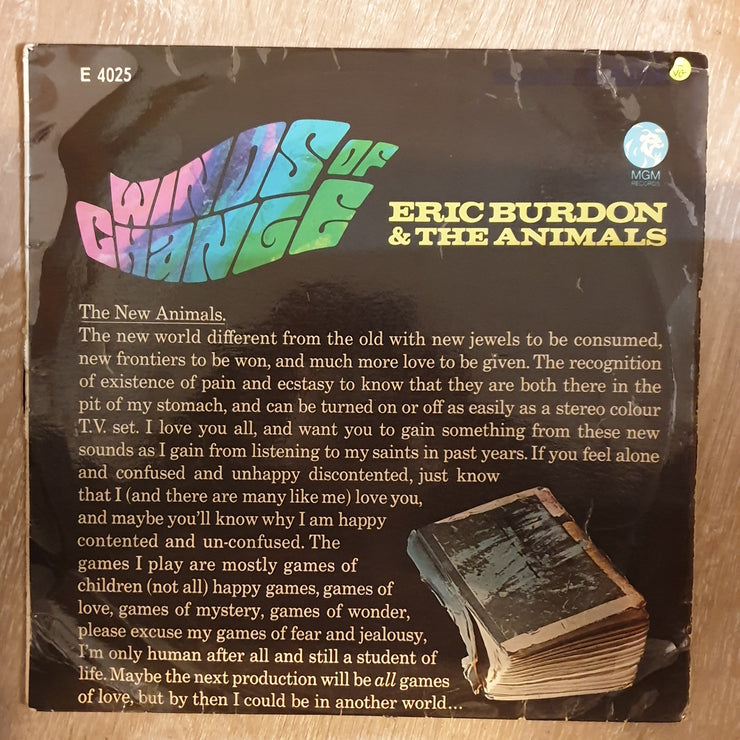 E 4025
VG
WINDS OF
CHANGE
MGM
RECORDS
ERIC BURDON
& THE ANIMALS
The New Animals.
The new world different from the old with new jewels to be consumed,
new frontiers to be won, and much more love to be given. The recognition
of existence of pain and ecstasy to know that they are both there in the
pit of my stomach, and can be turned on or off as easily as a stereo colour
T.V. set. I love you all, and want you to gain something from these new
sounds as I gain from listening to my saints in past years. If you feel alone
and confused and unhappy discontented, just know
that I (and there are many like me) love you,
and maybe you'll know why I am happy
contented and un-confused. The
games I play are mostly games of
children (not all) happy games, games of
love, games of mystery, games of wonder,
please excuse my games of fear and jealousy,
I'm only human after all and still a student of
life. Maybe the next production will be all games
of love, but by then I could be in another world...